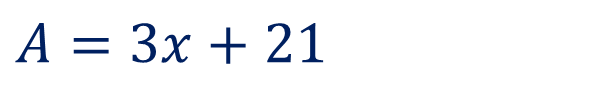 A = 3x + 21